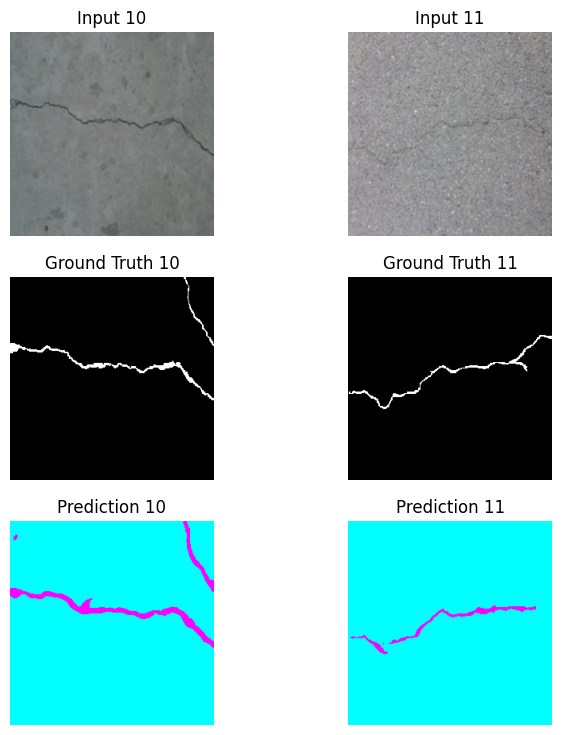 Input 10
Input 11
Ground Truth 10
Ground Truth 11
Prediction 10
Prediction 11